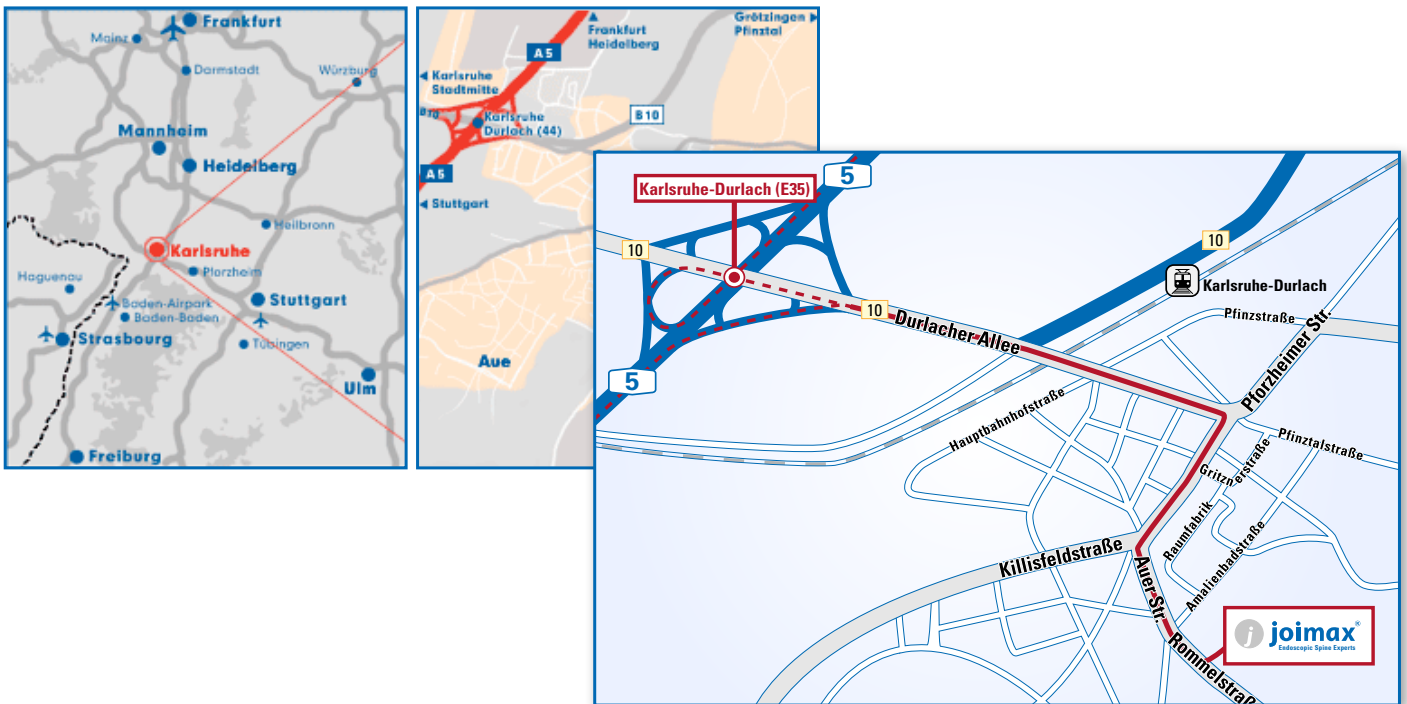 Frankfurt
Mainz
Darmstadt
Würzburg
Mannheim
Heidelberg
Heilbronn
Karlsruhe
Pforzheim
Haguenau
Stuttgart
Baden-Airpark
Baden-Baden
Strasbourg
Tübingen
Ulm
Freiburg
Frankfurt
Heidelberg
Grötzingen
Pfinztal
A5
Karlsruhe
Stadtmitte
B10
Karlsruhe
Durlach (44)
B10
A5
Stuttgart
Aue
5
Karlsruhe-Durlach (E35)
10
10
Karlsruhe-Durlach
10
Durlacher Allee
Pfinzstraße
Pforzheimer Str.
5
Hauptbahnhofstraße
Pfinztalstraße
Gritznerstraße
Raumfabrik
Amalienbadstraße
Killisfeldstraße
Auer Str.
j joimax®
Endoscopic Spine Experts
Rommelstraß